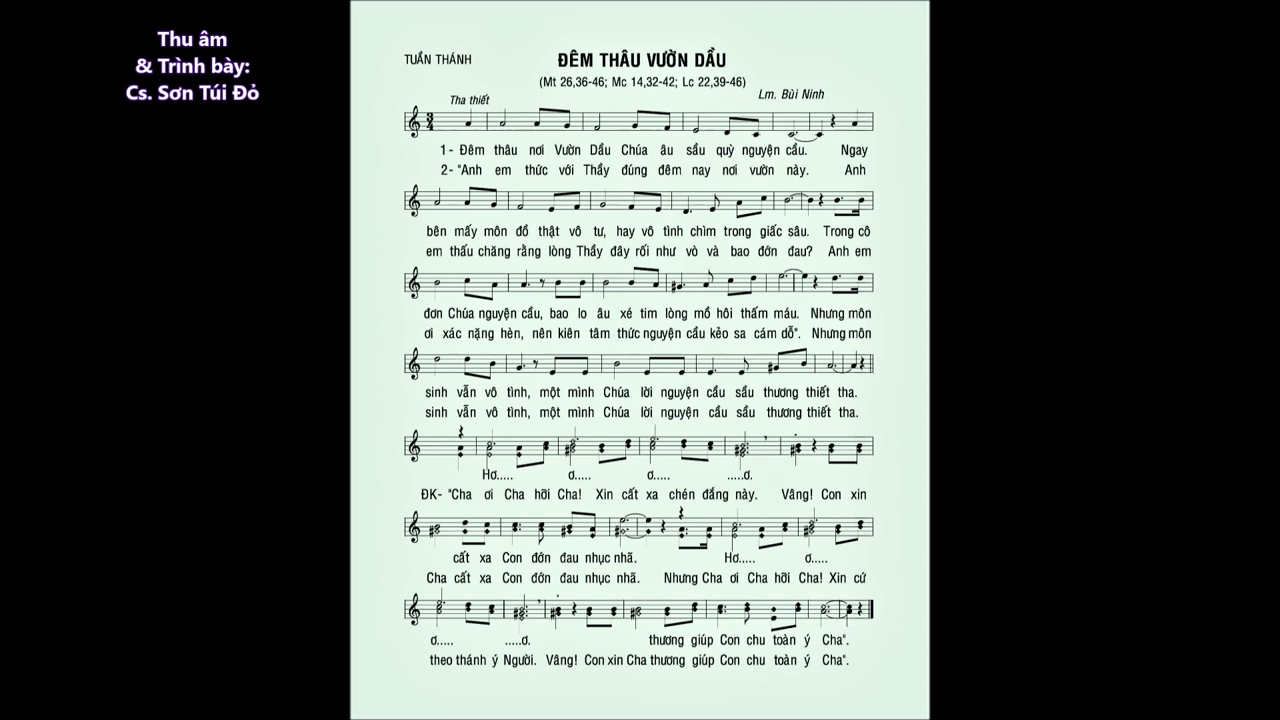 Thu âm
& Trình bày:
Cs. Sơn Túi Đỏ
TUẦN THÁNH
ĐÊM THÂU VƯỜN DẦU
(Mt 26,36-46; Mc 14,32-42; Lc 22,39-46)
Tha thiết
Lm. Bùi Ninh
1- Đêm thâu nơi Vườn Dầu Chúa âu sầu quỳ nguyện cầu. Ngay
2- "Anh em thức với Thầy đúng đêm nay nơi vườn này. Anh
bên mấy môn đồ thật vô tư, hay vô tình chìm trong giấc sâu. Trong cô
em thấu chăng rằng lòng Thầy đây rối như vò và bao đớn đau? Anh em
đơn Chúa nguyện cầu, bao lo âu xé tim lòng mồ hôi thấm máu. Nhưng môn
ơi xác nặng hèn, nên kiên tâm thức nguyện cầu kẻo sa cám dỗ". Nhưng môn
sinh vẫn vô tình, một mình Chúa lời nguyện cầu sầu thương thiết tha.
sinh vẫn vô tình, một mình Chúa lời nguyện cầu sầu thương thiết tha.
Hơ..... ơ..... ơ..... .....ơ.
ĐK- "Cha ơi Cha hỡi Cha! Xin cất xa chén đắng này. Vâng! Con xin
cất xa Con đớn đau nhục nhã. Hơ..... ơ.....
Cha cất xa Con đớn đau nhục nhã. Nhưng Cha ơi Cha hỡi Cha! Xin cứ
ơ..... .....ơ. thương giúp Con chu toàn ý Cha".
theo thánh ý Người. Vâng! Con xin Cha thương giúp Con chu toàn ý Cha".